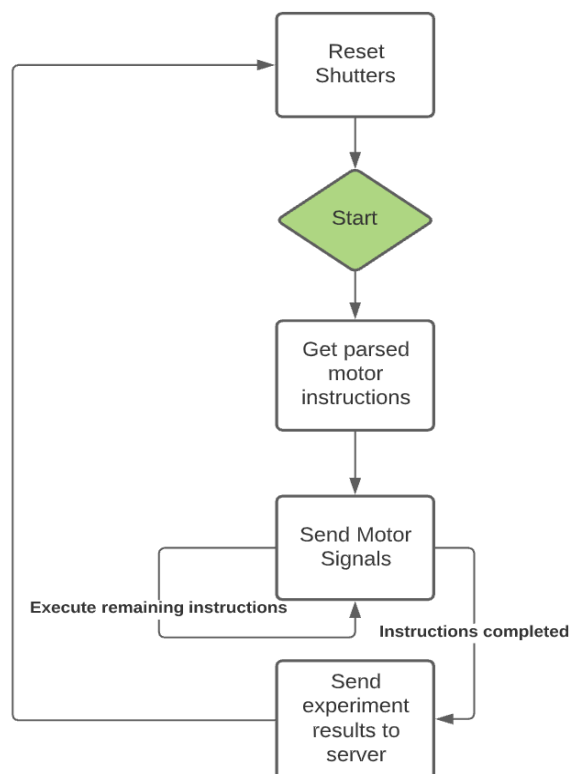 Reset
Shutters
Start
Get parsed
motor
instructions
Send Motor
Signals
Execute remaining instructions
Instructions completed
Send
experiment
results to
server